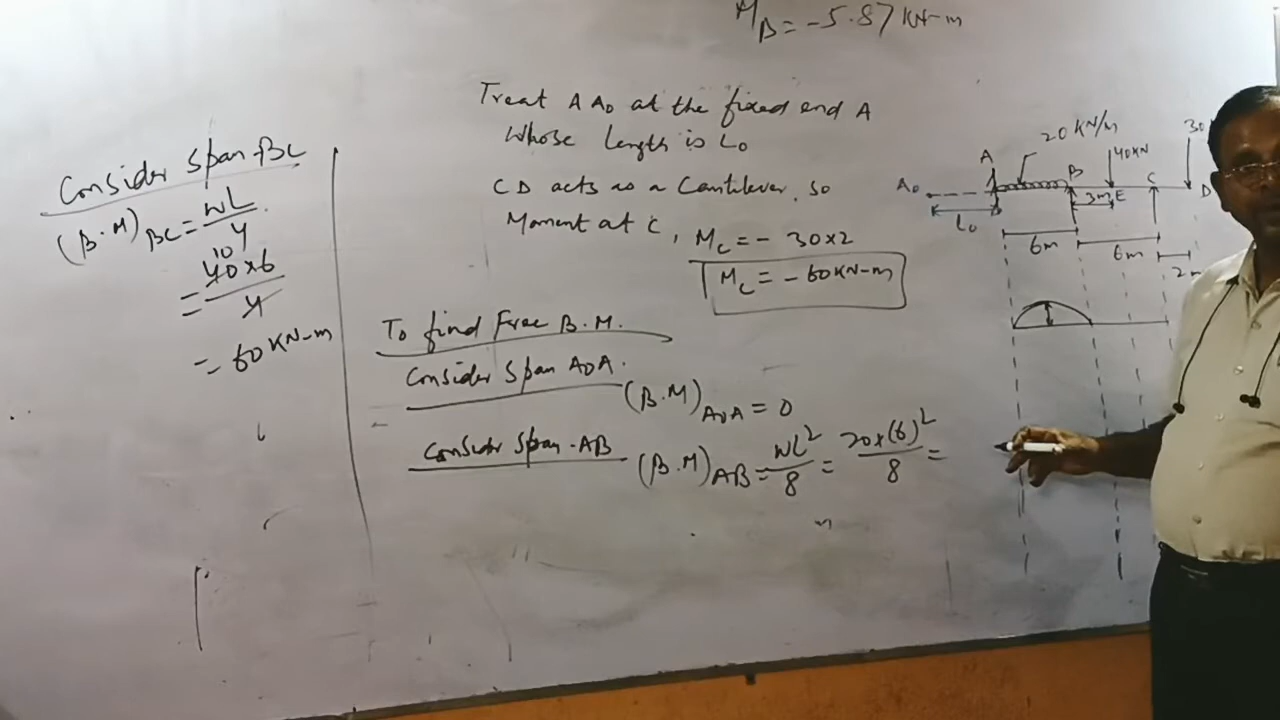 M_B = -5.87 KN-m
Treat A A₀ at the fixed end A
Whose length is L₀
CD acts as a Cantilever, so
Moment at C, M_C = - 30×2
M_C = - 60 KN-m
Consider Span BC
(B.M)_BC = WL/4
= 40×6/4
10
= 60 KN-m
To find Free B.M.
Consider Span A₀A.
(B.M)_A₀A = 0
Consider Span-AB
(B.M)_AB = WL²/8 = 20×(6)²/8 =
20 KN/m
40KN
30
A₀
A
B
3m
E
C
D
L₀
6m
6m
2m